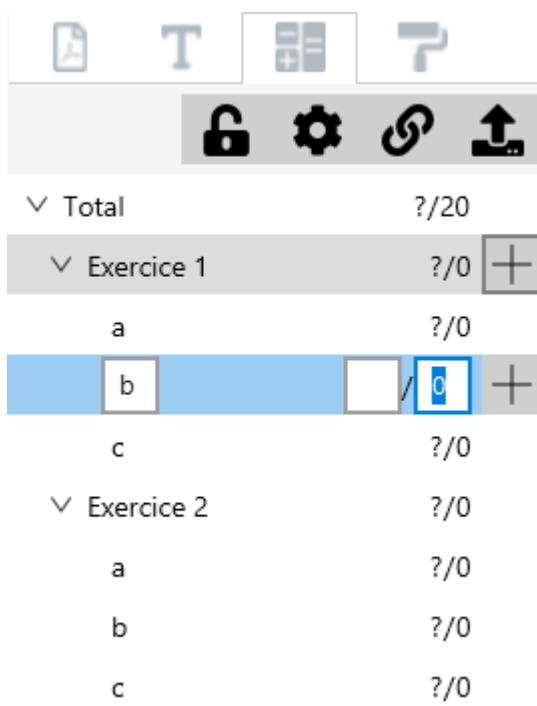 T
Total ?/20
Exercice 1 ?/0
a ?/0
b / 0
c ?/0
Exercice 2 ?/0
a ?/0
b ?/0
c ?/0